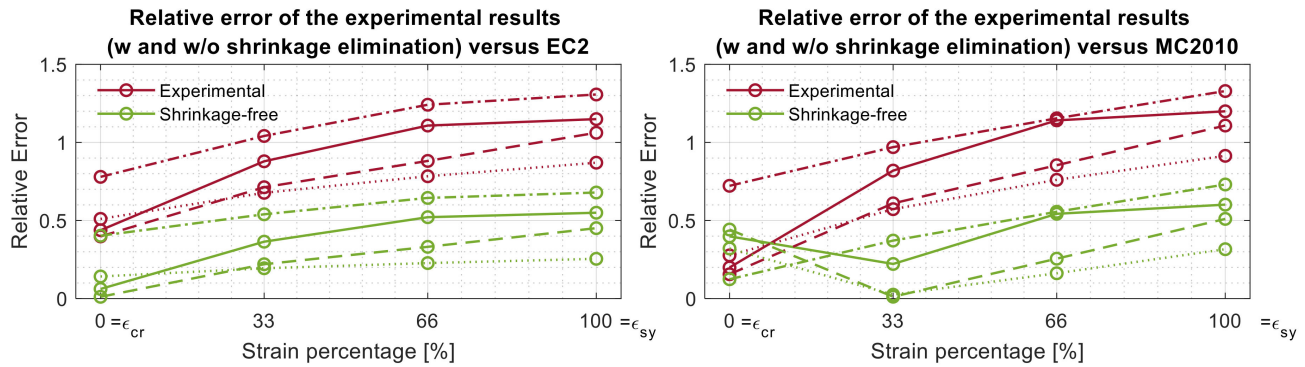 Relative error of the experimental results
(w and w/o shrinkage elimination) versus EC2
1.5
1
0.5
0
Relative Error
Experimental
Shrinkage-free
0 =ϵcr
33
66
100 =ϵsy
Strain percentage [%]
Relative error of the experimental results
(w and w/o shrinkage elimination) versus MC2010
1.5
1
0.5
0
Relative Error
Experimental
Shrinkage-free
0 =ϵcr
33
66
100 =ϵsy
Strain percentage [%]